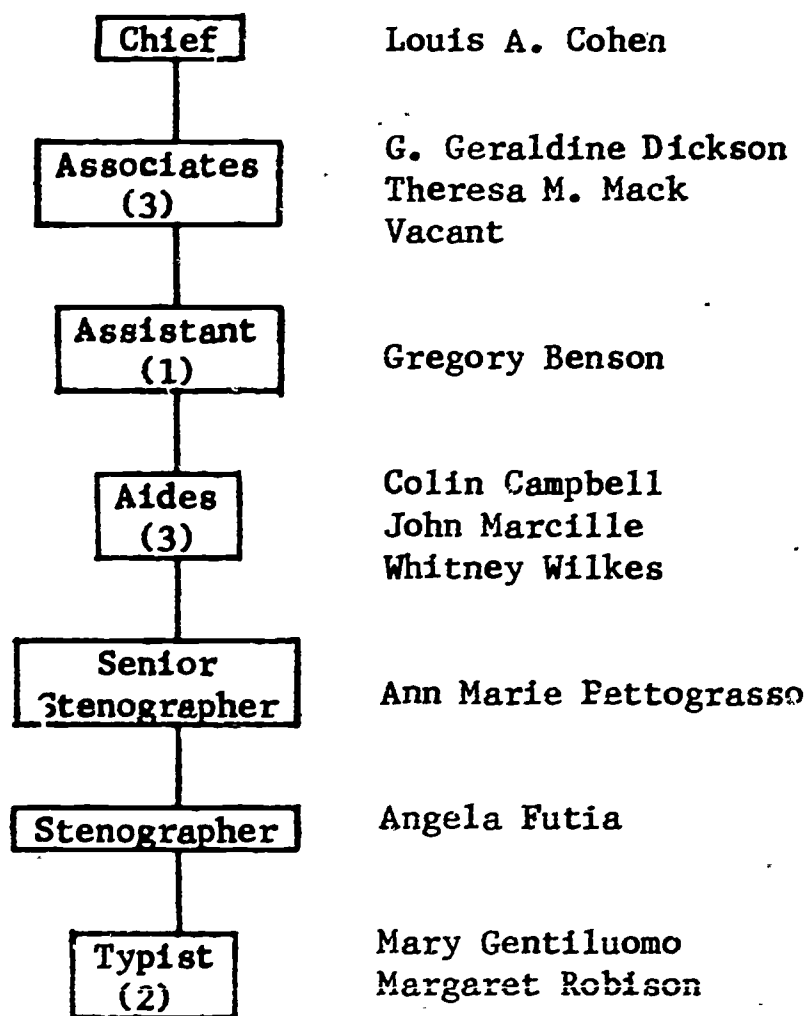 Chief Louis A. Cohen
Associates
(3)
G. Geraldine Dickson
Theresa M. Mack
Vacant
Assistant
(1)
Gregory Benson
Aides
(3)
Colin Campbell
John Marcille
Whitney Wilkes
Senior
Stenographer
Ann Marie Pettograsso
Stenographer Angela Futia
Typist
(2)
Mary Gentiluomo
Margaret Robison